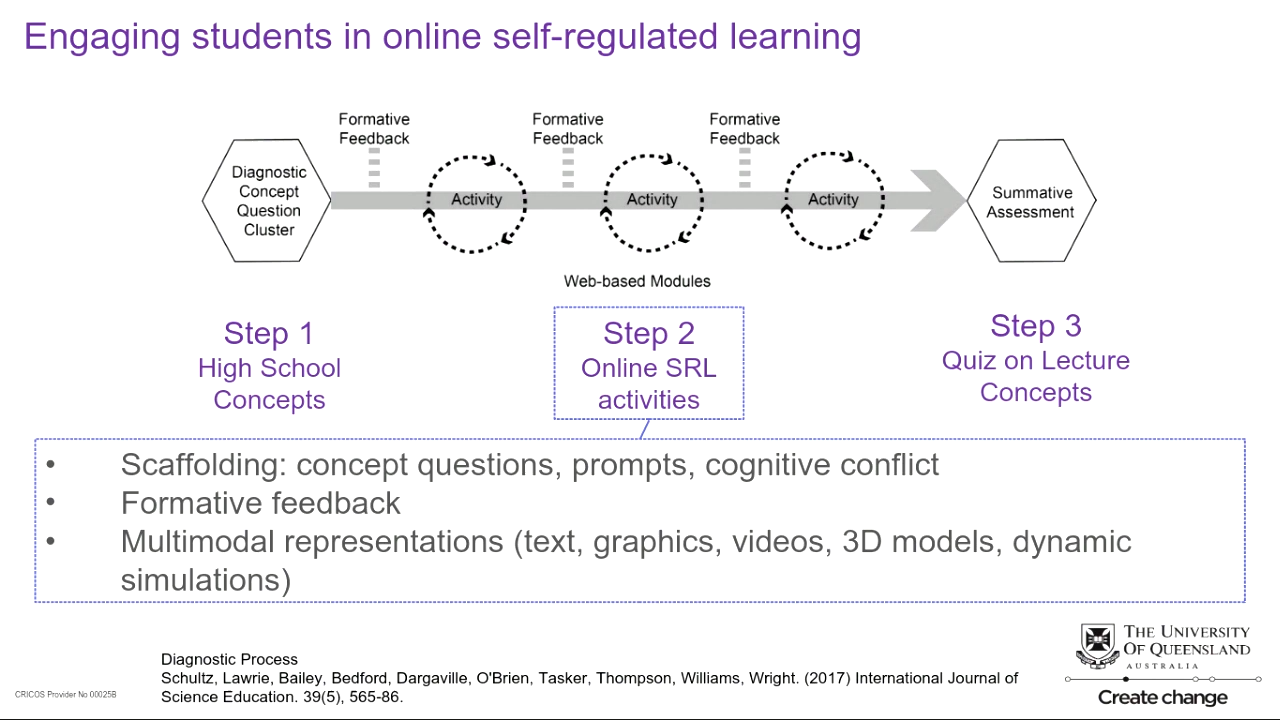 Engaging students in online self-regulated learning
Formative
Feedback
Formative
Feedback
Formative
Feedback
Diagnostic
Concept
Question
Cluster
Activity
Activity
Activity
Summative
Assessment
Web-based Modules
Step 1
High School
Concepts
Step 2
Online SRL
activities
Step 3
Quiz on Lecture
Concepts
• Scaffolding: concept questions, prompts, cognitive conflict
• Formative feedback
• Multimodal representations (text, graphics, videos, 3D models, dynamic
simulations)
Diagnostic Process
Schultz, Lawrie, Bailey, Bedford, Dargaville, O'Brien, Tasker, Thompson, Williams, Wright. (2017) International Journal of
Science Education. 39(5), 565-86.
CRICOS Provider No 00025B
THE UNIVERSITY
OF QUEENSLAND
AUSTRALIA
Create change